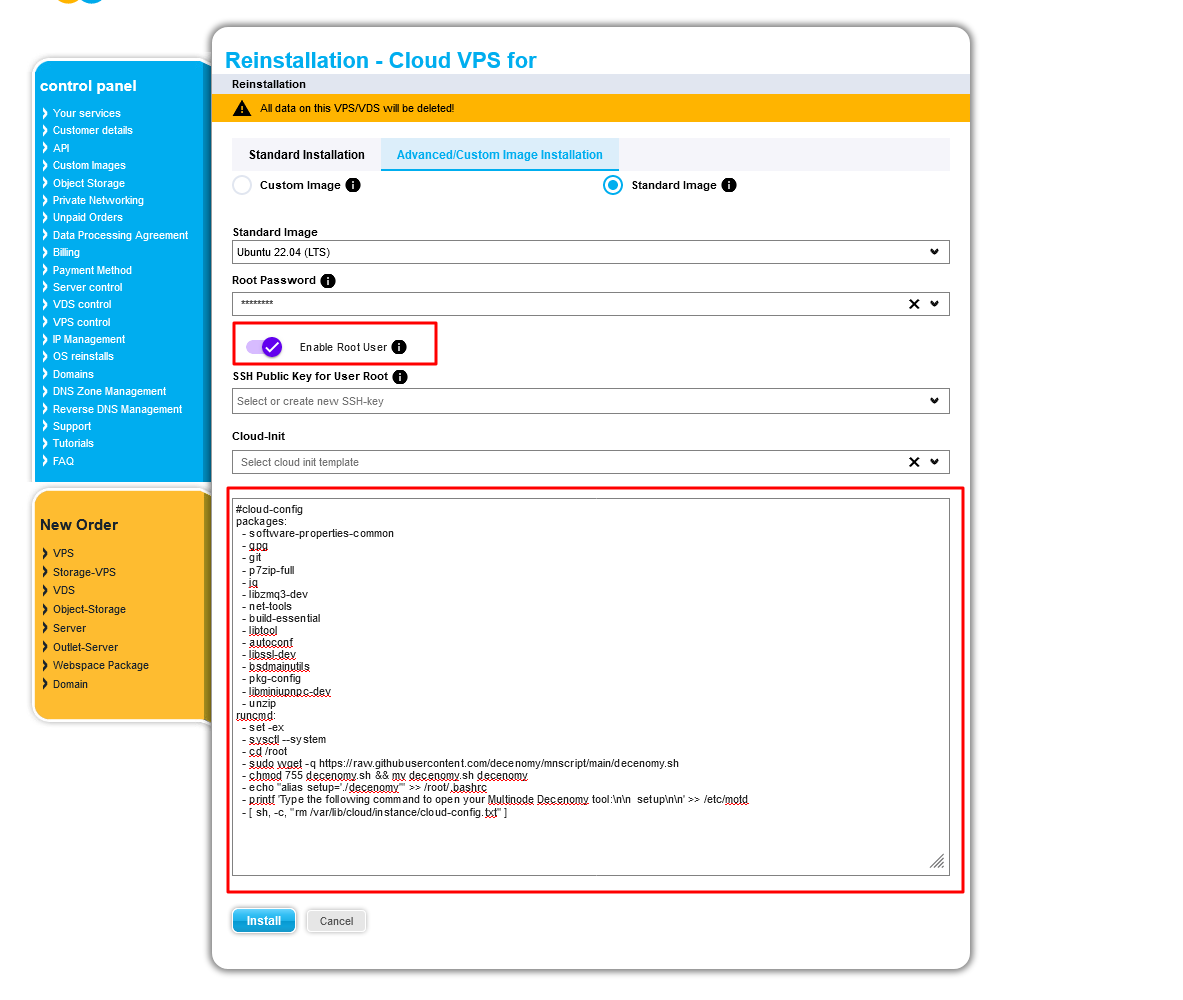 Reinstallation - Cloud VPS for
Reinstallation
All data on this VPS/VDS will be deleted!
control panel
Your services
Customer details
API
Custom Images
Object Storage
Private Networking
Unpaid Orders
Data Processing Agreement
Billing
Payment Method
Server control
VDS control
VPS control
IP Management
OS reinstalls
Domains
DNS Zone Management
Reverse DNS Management
Support
Tutorials
FAQ
New Order
VPS
Storage-VPS
VDS
Object-Storage
Server
Outlet-Server
Webspace Package
Domain
Standard Installation
Advanced/Custom Image Installation
Custom Image
Standard Image
Standard Image
Ubuntu 22.04 (LTS)
Root Password
********
Enable Root User
SSH Public Key for User Root
Select or create new SSH-key
Cloud-Init
Select cloud init template
#cloud-config
packages:
- software-properties-common
- gpg
- git
- p7zip-full
- jq
- libzmq3-dev
- net-tools
- build-essential
- libtool
- autoconf
- libssl-dev
- bsdmainutils
- pkg-config
- libminiupnpc-dev
- unzip
runcmd:
- set -ex
- sysctl --system
- cd /root
- sudo wget -q https://raw.githubusercontent.com/decenomy/mnscript/main/decenomy.sh
- chmod 755 decenomy.sh && mv decenomy.sh decenomy
- echo "alias setup='./decenomy'" >> /root/.bashrc
- printf 'Type the following command to open your Multinode Decenomy tool:\n\n  setup\n\n' >> /etc/motd
- [ sh, -c, "rm /var/lib/cloud/instance/cloud-config.txt" ]
Install
Cancel